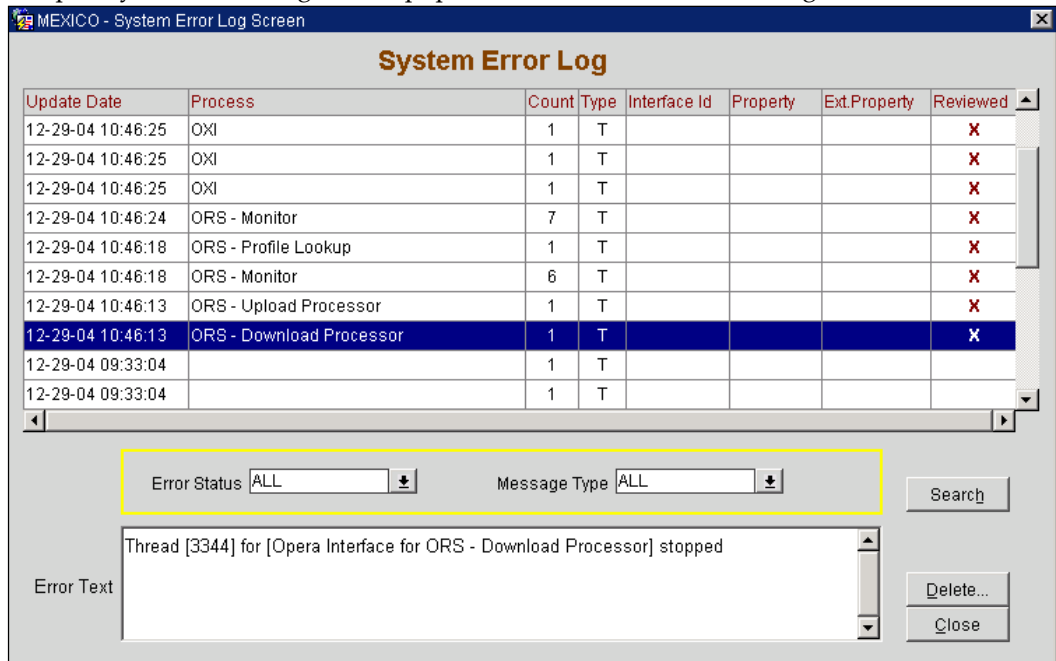 MEXICO - System Error Log Screen
System Error Log
Update Date Process Count Type Interface Id Property Ext.Property Reviewed
12-29-04 10:46:25 OXI 1 T X
12-29-04 10:46:25 OXI 1 T X
12-29-04 10:46:25 OXI 1 T X
12-29-04 10:46:24 ORS - Monitor 7 T X
12-29-04 10:46:18 ORS - Profile Lookup 1 T X
12-29-04 10:46:18 ORS - Monitor 6 T X
12-29-04 10:46:13 ORS - Upload Processor 1 T X
12-29-04 10:46:13 ORS - Download Processor 1 T X
12-29-04 09:33:04 1 T
12-29-04 09:33:04 1 T
Error Status ALL Message Type ALL
Search
Thread [3344] for [Opera Interface for ORS - Download Processor] stopped
Error Text
Delete...
Close